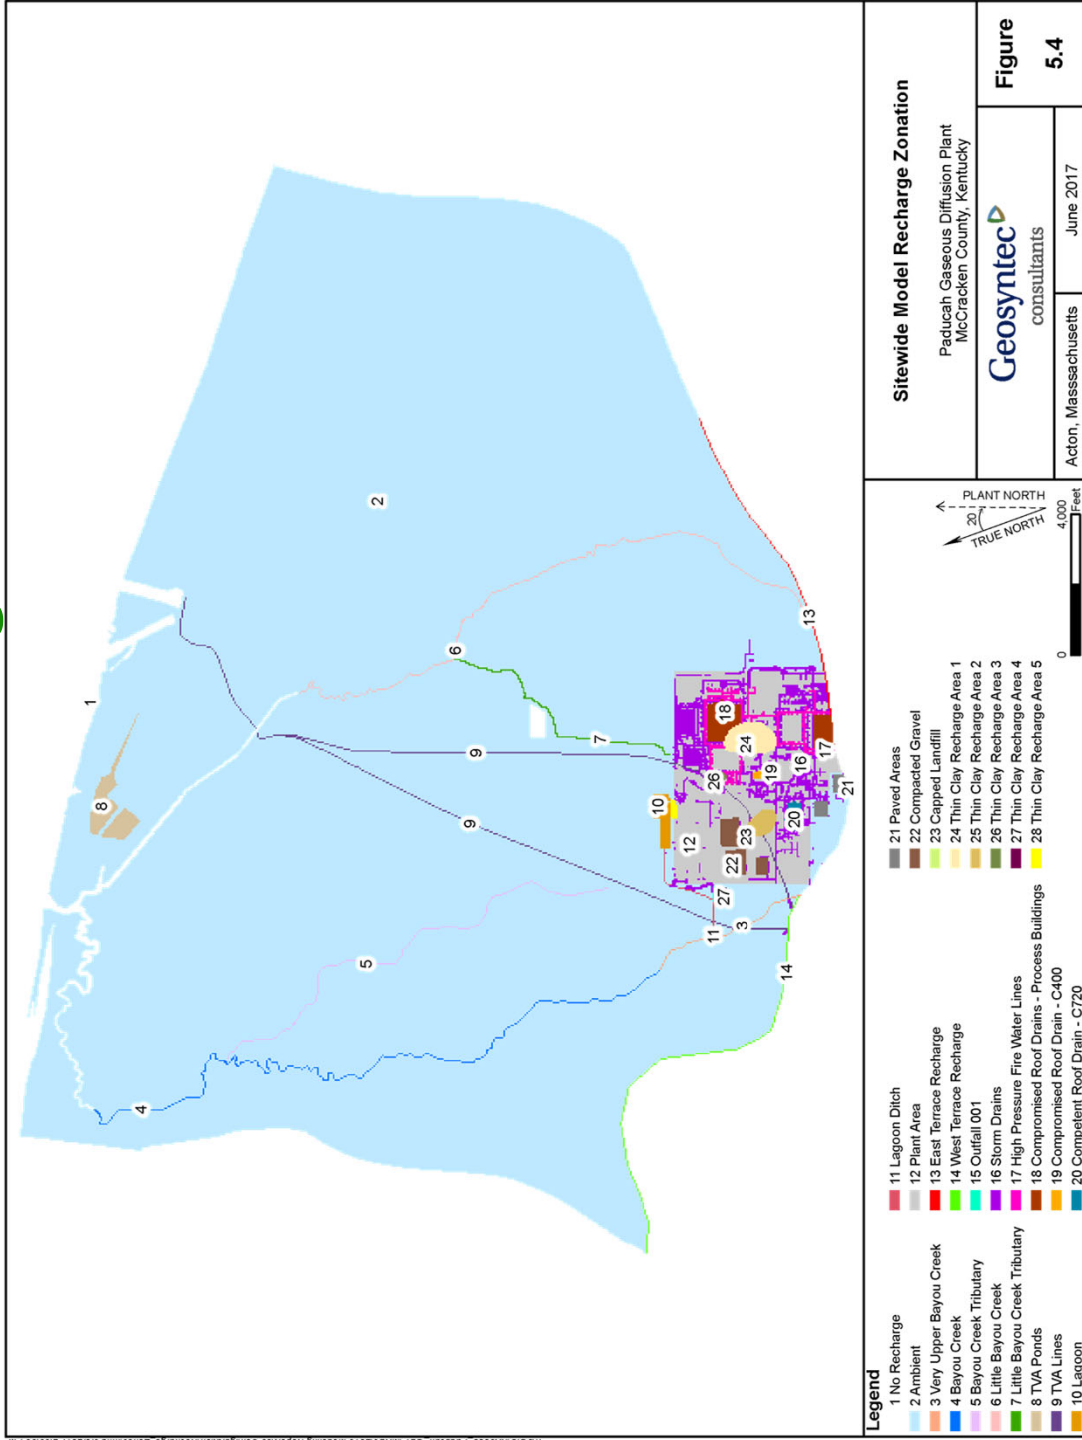 1
2
8
6
7
9
9
5
4
10
12
18
24
26
19
16
17
13
23
22
20
21
27
11
3
14
Legend
1 No Recharge
2 Ambient
3 Very Upper Bayou Creek
4 Bayou Creek
5 Bayou Creek Tributary
6 Little Bayou Creek
7 Little Bayou Creek Tributary
8 TVA Ponds
9 TVA Lines
10 Lagoon
11 Lagoon Ditch
12 Plant Area
13 East Terrace Recharge
14 West Terrace Recharge
15 Outfall 001
16 Storm Drains
17 High Pressure Fire Water Lines
18 Compromised Roof Drains - Process Buildings
19 Compromised Roof Drain - C400
20 Competent Roof Drain - C720
21 Paved Areas
22 Compacted Gravel
23 Capped Landfill
24 Thin Clay Recharge Area 1
25 Thin Clay Recharge Area 2
26 Thin Clay Recharge Area 3
27 Thin Clay Recharge Area 4
28 Thin Clay Recharge Area 5
PLANT NORTH
20
TRUE NORTH
0 4,000
Feet
Sitewide Model Recharge Zonation
Paducah Gaseous Diffusion Plant
McCracken County, Kentucky
Geosyntec
consultants
Figure
5.4
Acton, Masssachusetts
June 2017